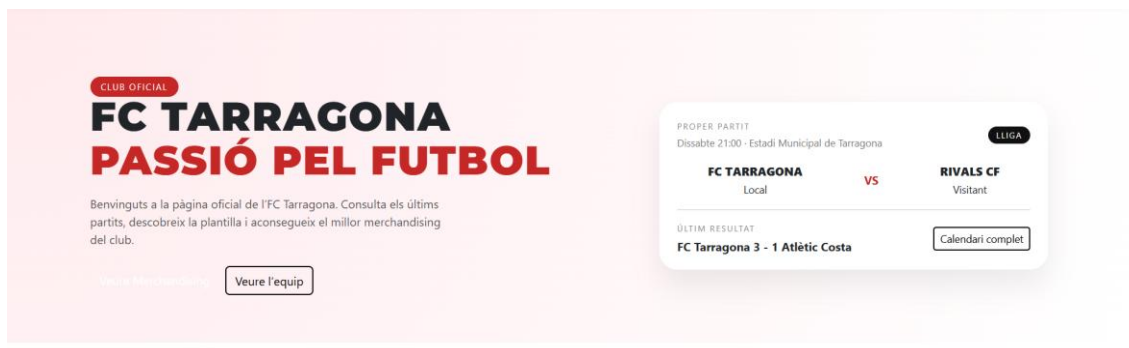 CLUB OFICIAL
FC TARRAGONA
PASSIÓ PEL FUTBOL
Benvinguts a la pàgina oficial de l'FC Tarragona. Consulta els últims
partits, descobreix la plantilla i aconsegueix el millor merchandising
del club.
Veure Merchandising
Veure l'equip
PROPER PARTIT
Dissabte 21:00 · Estadi Municipal de Tarragona
LLIGA
FC TARRAGONA
Local
VS
RIVALS CF
Visitant
ÚLTIM RESULTAT
FC Tarragona 3 - 1 Atlètic Costa
Calendari complet